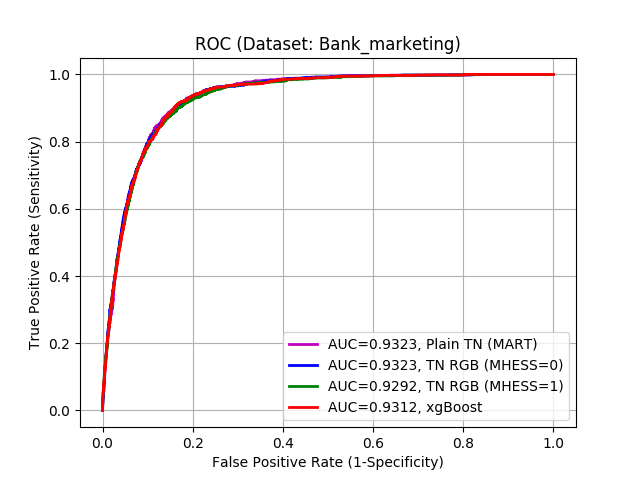 ROC (Dataset: Bank_marketing)
True Positive Rate (Sensitivity)
1.0
0.8
0.6
0.4
0.2
0.0
AUC=0.9323, Plain TN (MART)
AUC=0.9323, TN RGB (MHESS=0)
AUC=0.9292, TN RGB (MHESS=1)
AUC=0.9312, xgBoost
0.0 0.2 0.4 0.6 0.8 1.0
False Positive Rate (1-Specificity)